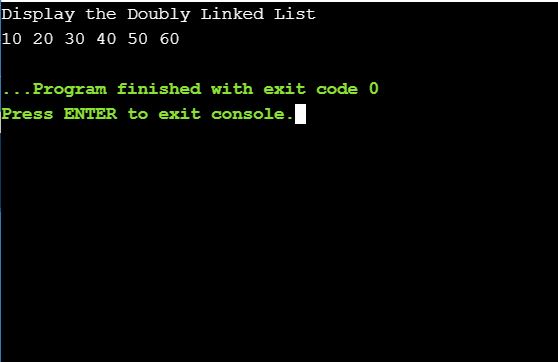 Display the Doubly Linked List
10 20 30 40 50 60
...Program finished with exit code 0
Press ENTER to exit console.